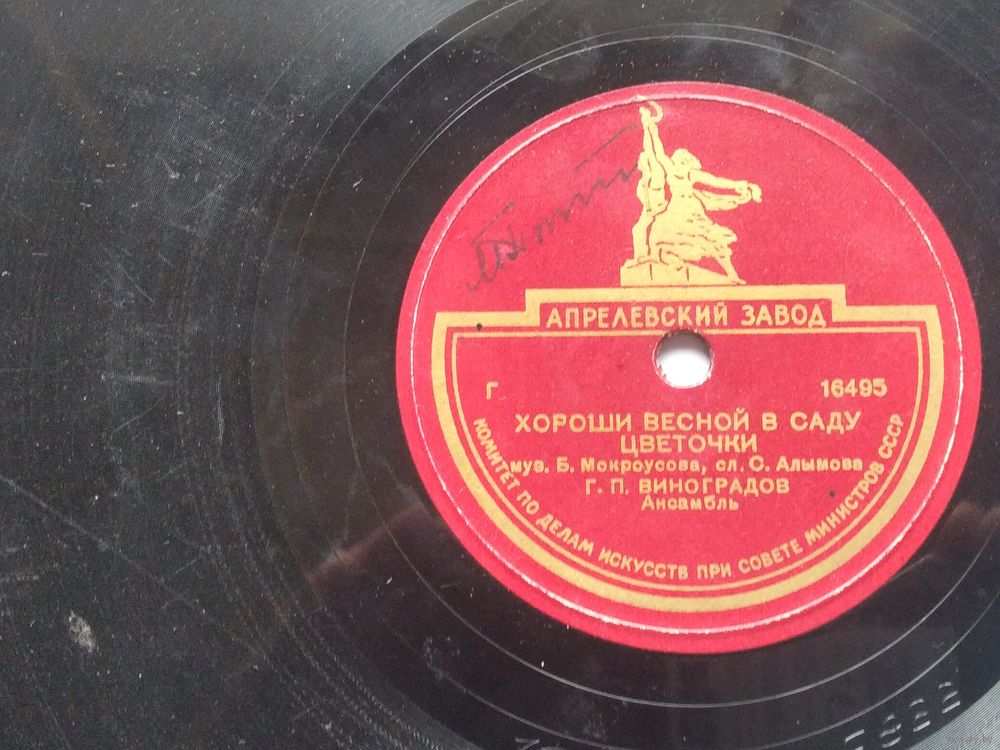 АПРЕЛЕВСКИЙ ЗАВОД
Г 16495
ХОРОШИ ВЕСНОЙ В САДУ
ЦВЕТОЧКИ
муз. Б. Мокроусова, сл. С. Алымова
Г. П. ВИНОГРАДОВ
Ансамбль
КОМИТЕТ ПО ДЕЛАМ ИСКУССТВ ПРИ СОВЕТЕ МИНИСТРОВ СССР